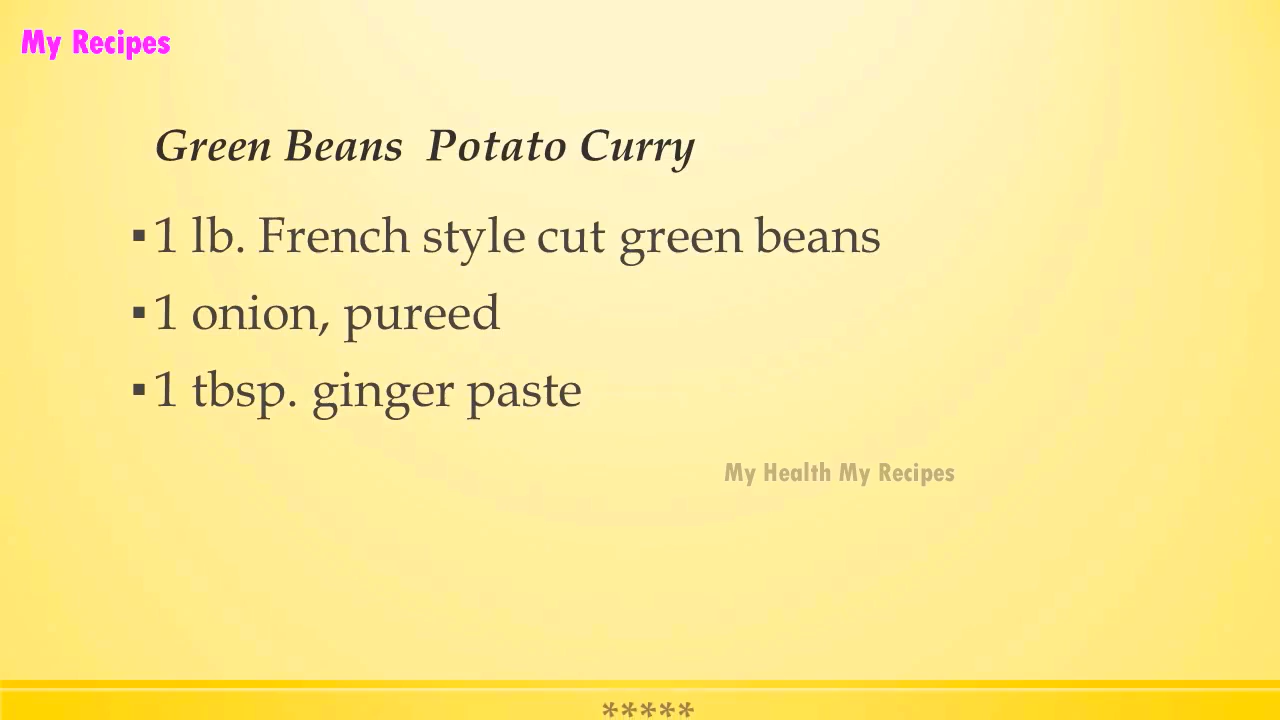 My Recipes
Green Beans  Potato Curry
▪1 lb. French style cut green beans
▪1 onion, pureed
▪1 tbsp. ginger paste
My Health My Recipes
*****